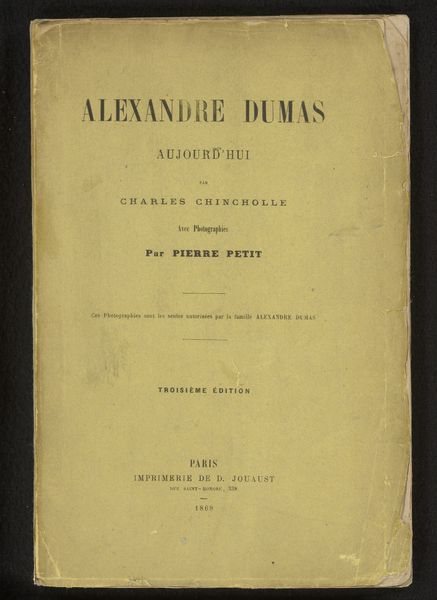 ALEXANDRE DUMAS
AUJOURD'HUI
PAR
CHARLES CHINCHOLLE
Avec Photographies
Par PIERRE PETIT
Ces Photographies sont les seules autorisées par la famille ALEXANDRE DUMAS
TROISIÈME ÉDITION
PARIS
IMPRIMERIE DE D. JOUAUST
RUE SAINT-HONORÉ, 338
1869